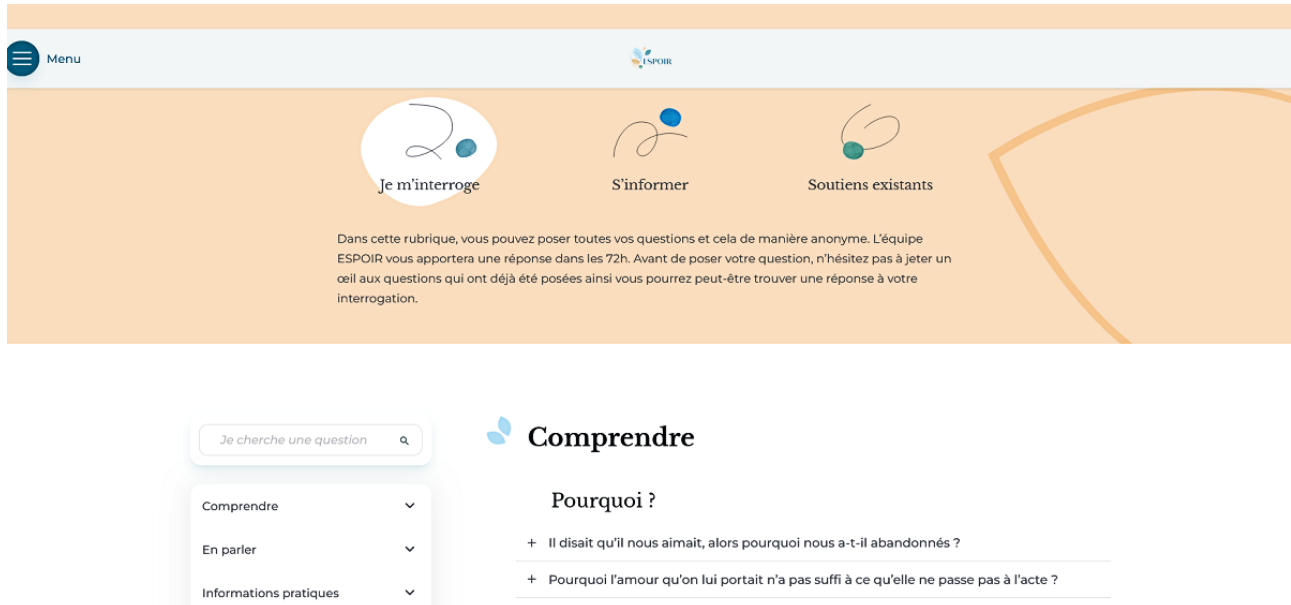 Menu
ESPOIR
Je m'interroge
S'informer
Soutiens existants
Dans cette rubrique, vous pouvez poser toutes vos questions et cela de manière anonyme. L'équipe
ESPOIR vous apportera une réponse dans les 72h. Avant de poser votre question, n'hésitez pas à jeter un
œil aux questions qui ont déjà été posées ainsi vous pourrez peut-être trouver une réponse à votre
interrogation.
Je cherche une question
Comprendre
En parler
Informations pratiques
Comprendre
Pourquoi ?
+ Il disait qu'il nous aimait, alors pourquoi nous a-t-il abandonnés ?
+ Pourquoi l'amour qu'on lui portait n'a pas suffi à ce qu'elle ne passe pas à l'acte ?